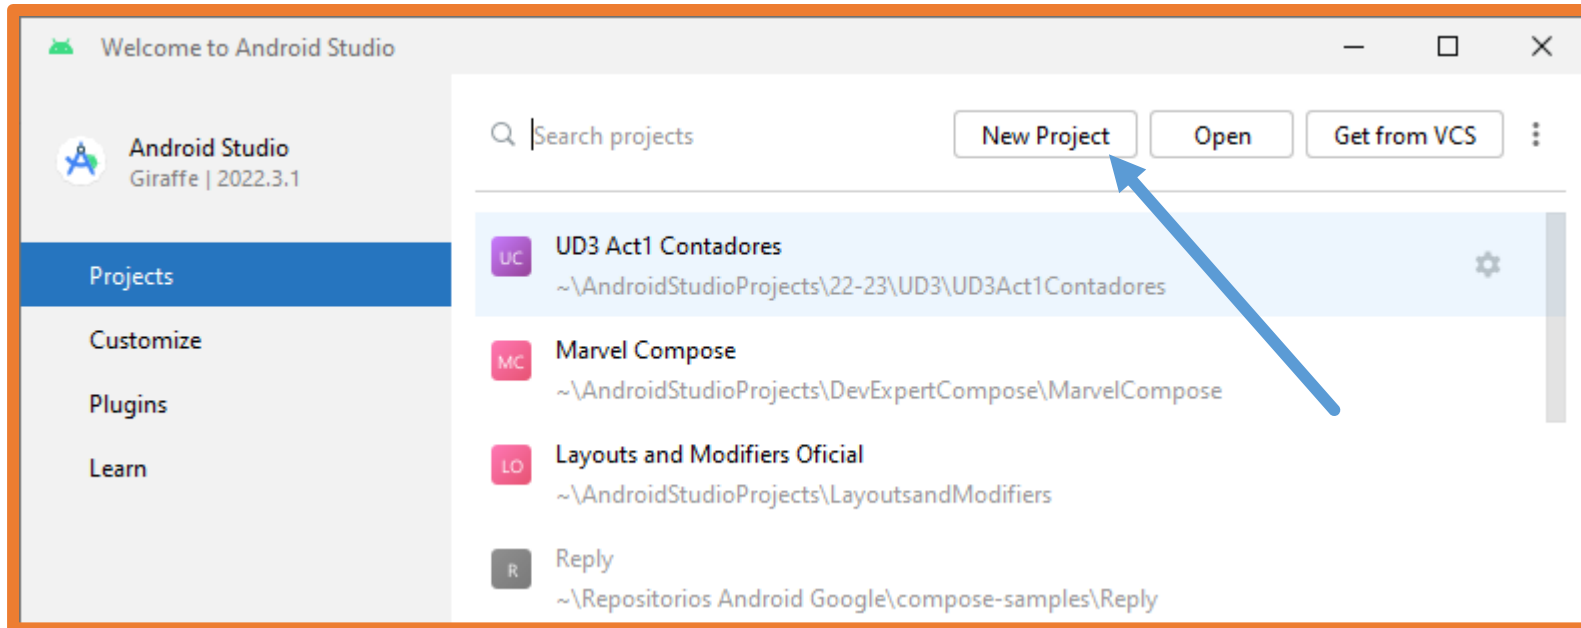 Welcome to Android Studio
Android Studio
Giraffe | 2022.3.1
Projects
Customize
Plugins
Learn
Search projects
New Project
Open
Get from VCS
UC
UD3 Act1 Contadores
~\AndroidStudioProjects\22-23\UD3\UD3Act1Contadores
MC
Marvel Compose
~\AndroidStudioProjects\DevExpertCompose\MarvelCompose
LO
Layouts and Modifiers Oficial
~\AndroidStudioProjects\LayoutsandModifiers
R
Reply
~\Repositorios Android Google\compose-samples\Reply